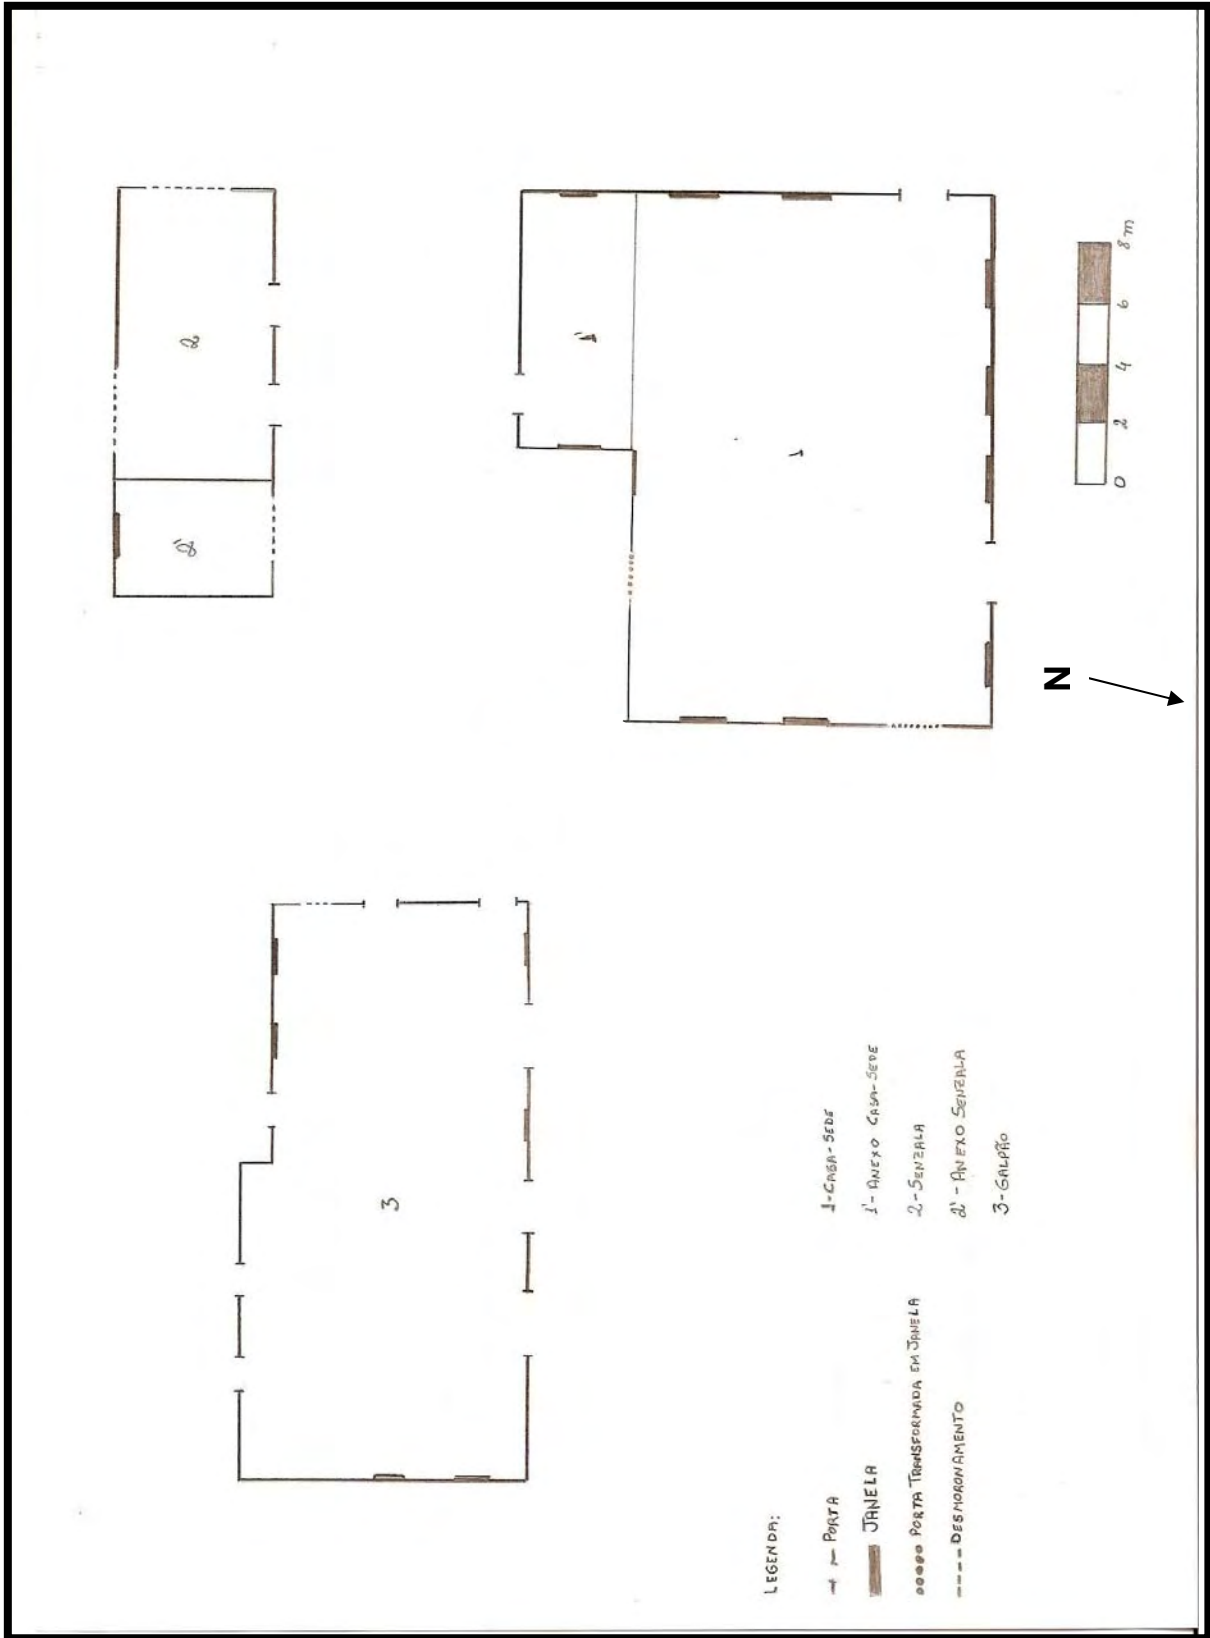 2
2'
1'
1
3
N
0 2 4 6 8 m
LEGENDA:
PORTA
JANELA
PORTA TRANSFORMADA EM JANELA
DESMORONAMENTO
1-CASA-SEDE
1'-ANEXO CASA-SEDE
2-SENZALA
2'-ANEXO SENZALA
3-GALPÃO